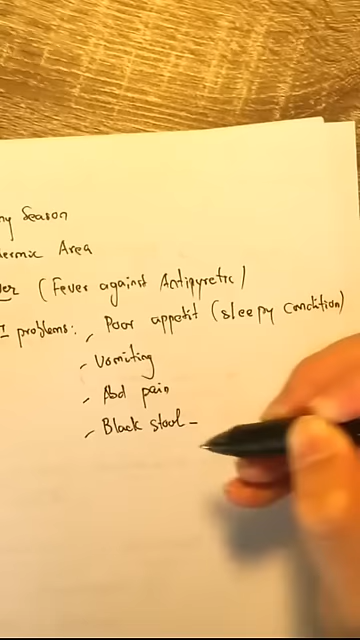 Season
Area
(Fever against Antipyretic)
problems: - Poor appetit (sleepy condition)
- Vomiting
- Abd pain
- Black stool -